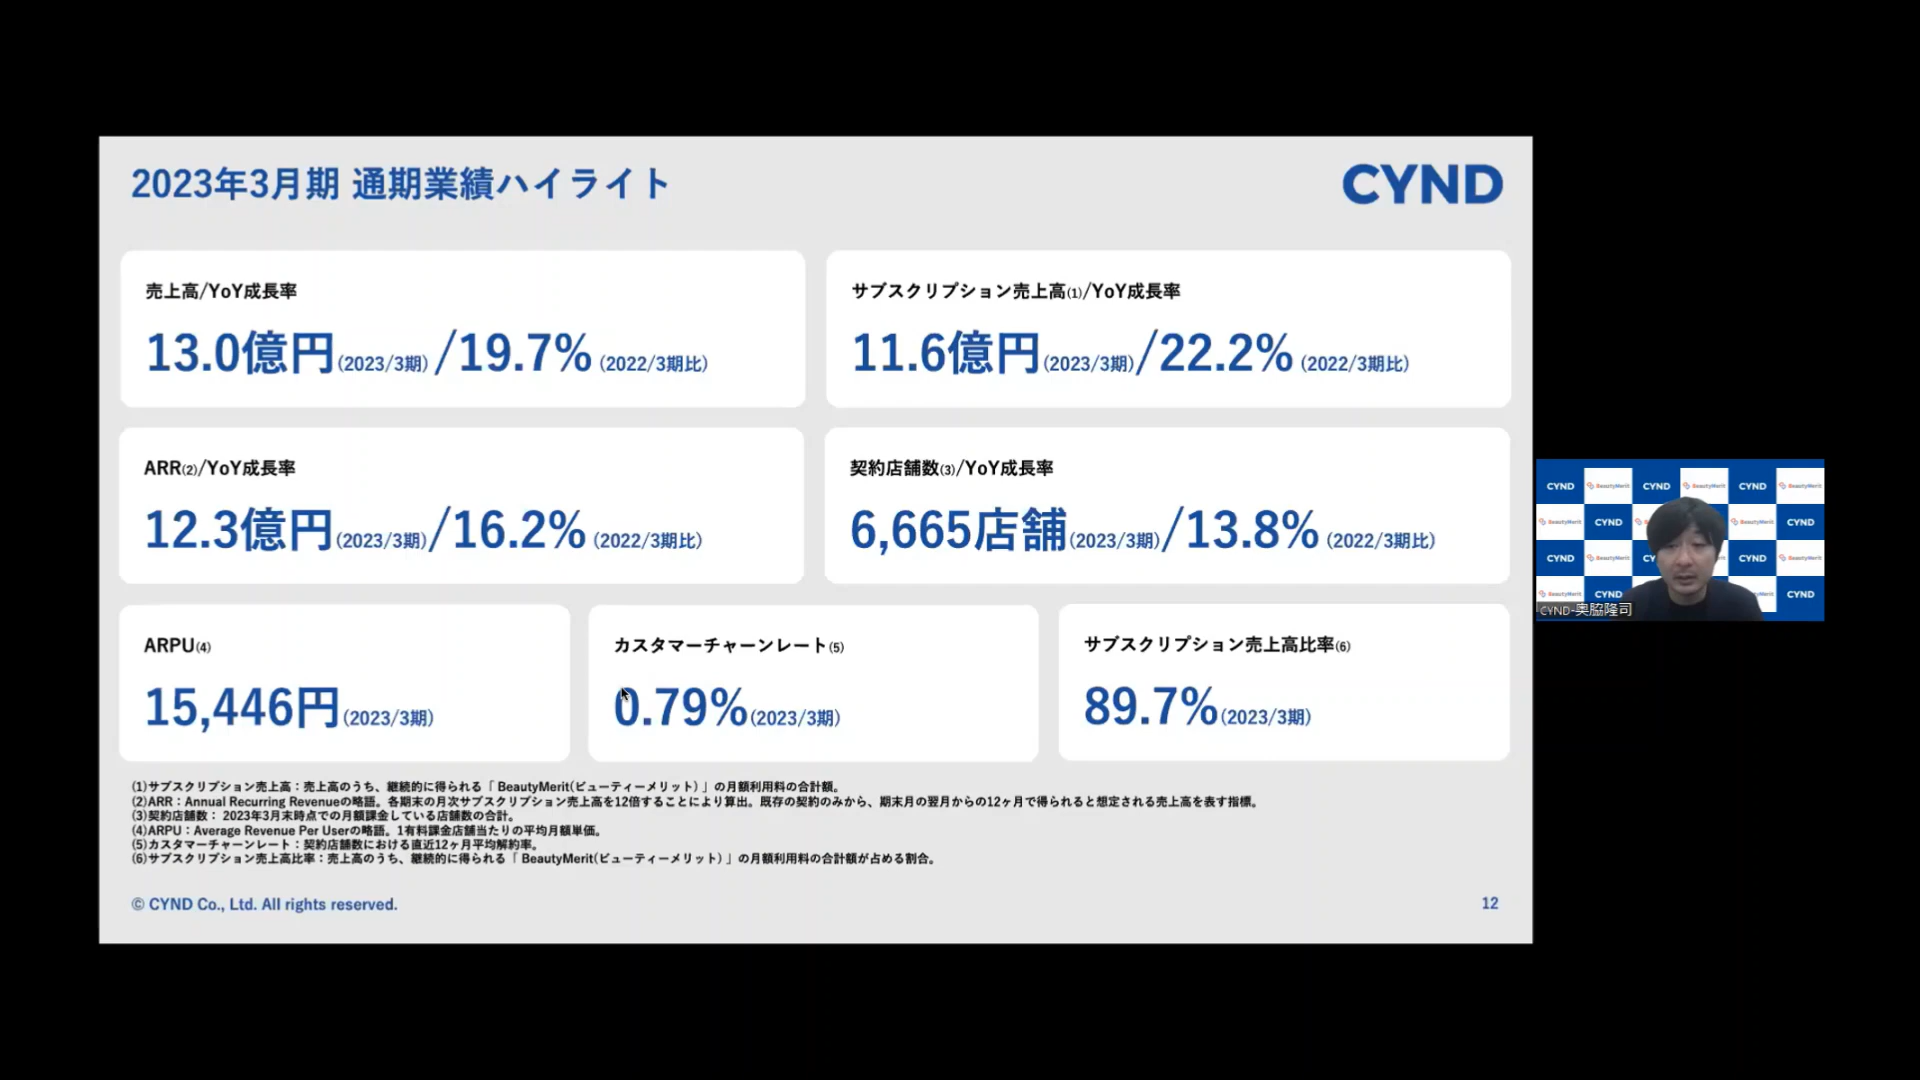 2023年3月期 通期業績ハイライト
CYND
売上高/YoY成長率
13.0億円(2023/3期)/19.7%(2022/3期比)
サブスクリプション売上高(1)/YoY成長率
11.6億円(2023/3期)/22.2%(2022/3期比)
ARR(2)/YoY成長率
12.3億円(2023/3期)/16.2%(2022/3期比)
契約店舗数(3)/YoY成長率
6,665店舗(2023/3期)/13.8%(2022/3期比)
ARPU(4)
15,446円(2023/3期)
カスタマーチャーンレート(5)
0.79%(2023/3期)
サブスクリプション売上高比率(6)
89.7%(2023/3期)
(1)サブスクリプション売上高：売上高のうち、継続的に得られる「 BeautyMerit(ビューティーメリット) 」の月額利用料の合計額。
(2)ARR：Annual Recurring Revenueの略語。各期末の月次サブスクリプション売上高を12倍することにより算出。既存の契約のみから、期末月の翌月からの12ヶ月で得られると想定される売上高を表す指標。
(3)契約店舗数： 2023年3月末時点での月額課金している店舗数の合計。
(4)ARPU：Average Revenue Per Userの略語。1有料課金店舗当たりの平均月額単価。
(5)カスタマーチャーンレート：契約店舗数における直近12ヶ月平均解約率。
(6)サブスクリプション売上高比率：売上高のうち、継続的に得られる「 BeautyMerit(ビューティーメリット) 」の月額利用料の合計額が占める割合。
© CYND Co., Ltd. All rights reserved.
12
CYND BeautyMerit CYND BeautyMerit CYND BeautyMerit
BeautyMerit CYND BeautyMerit CYND
CYND BeautyMerit CY CYND BeautyMerit
BeautyMerit CYND CYND
CYND-奥脇隆司